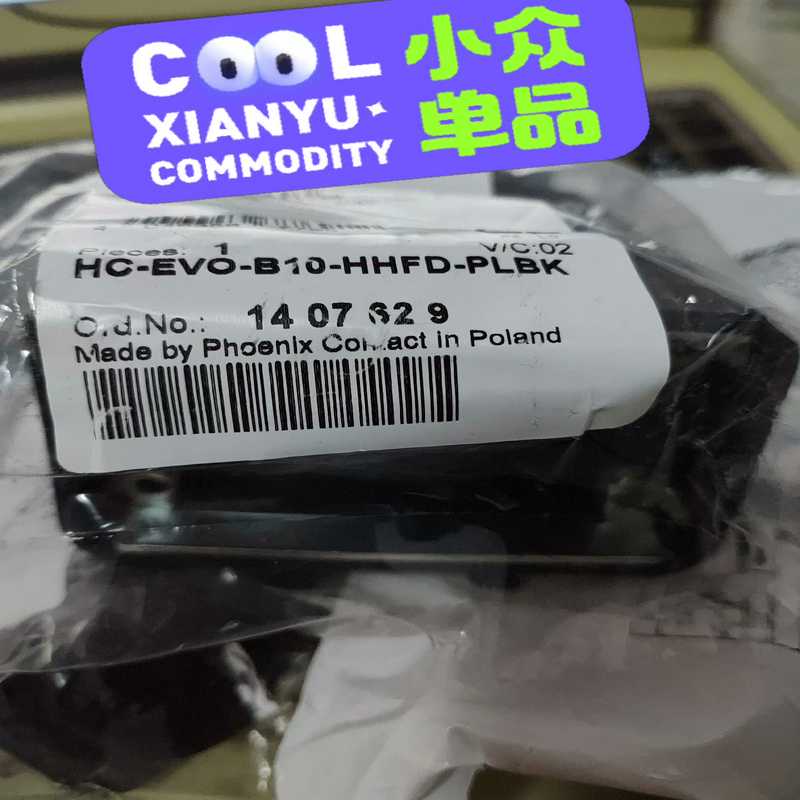 COOL 小众
XIANYU 单品
COMMODITY
Pieces: 1 V/C:02
HC-EVO-B10-HHFD-PLBK
Ord.No.: 14 07 62 9
Made by Phoenix Contact in Poland